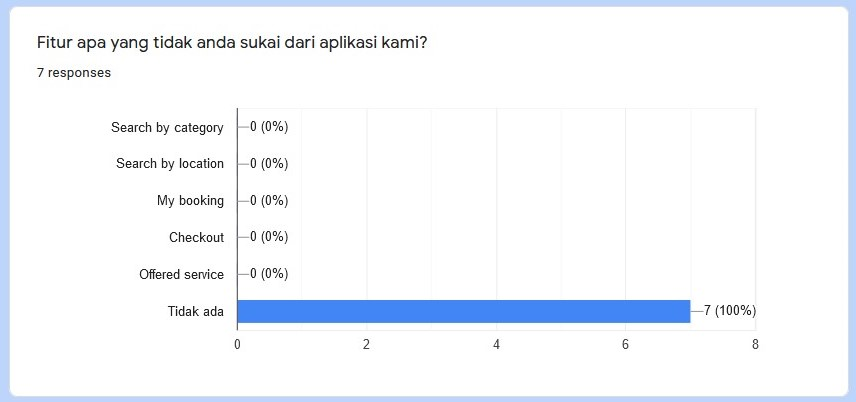 Fitur apa yang tidak anda sukai dari aplikasi kami?
7 responses
Search by category 0 (0%)
Search by location 0 (0%)
My booking 0 (0%)
Checkout 0 (0%)
Offered service 0 (0%)
Tidak ada 7 (100%)
0 2 4 6 8